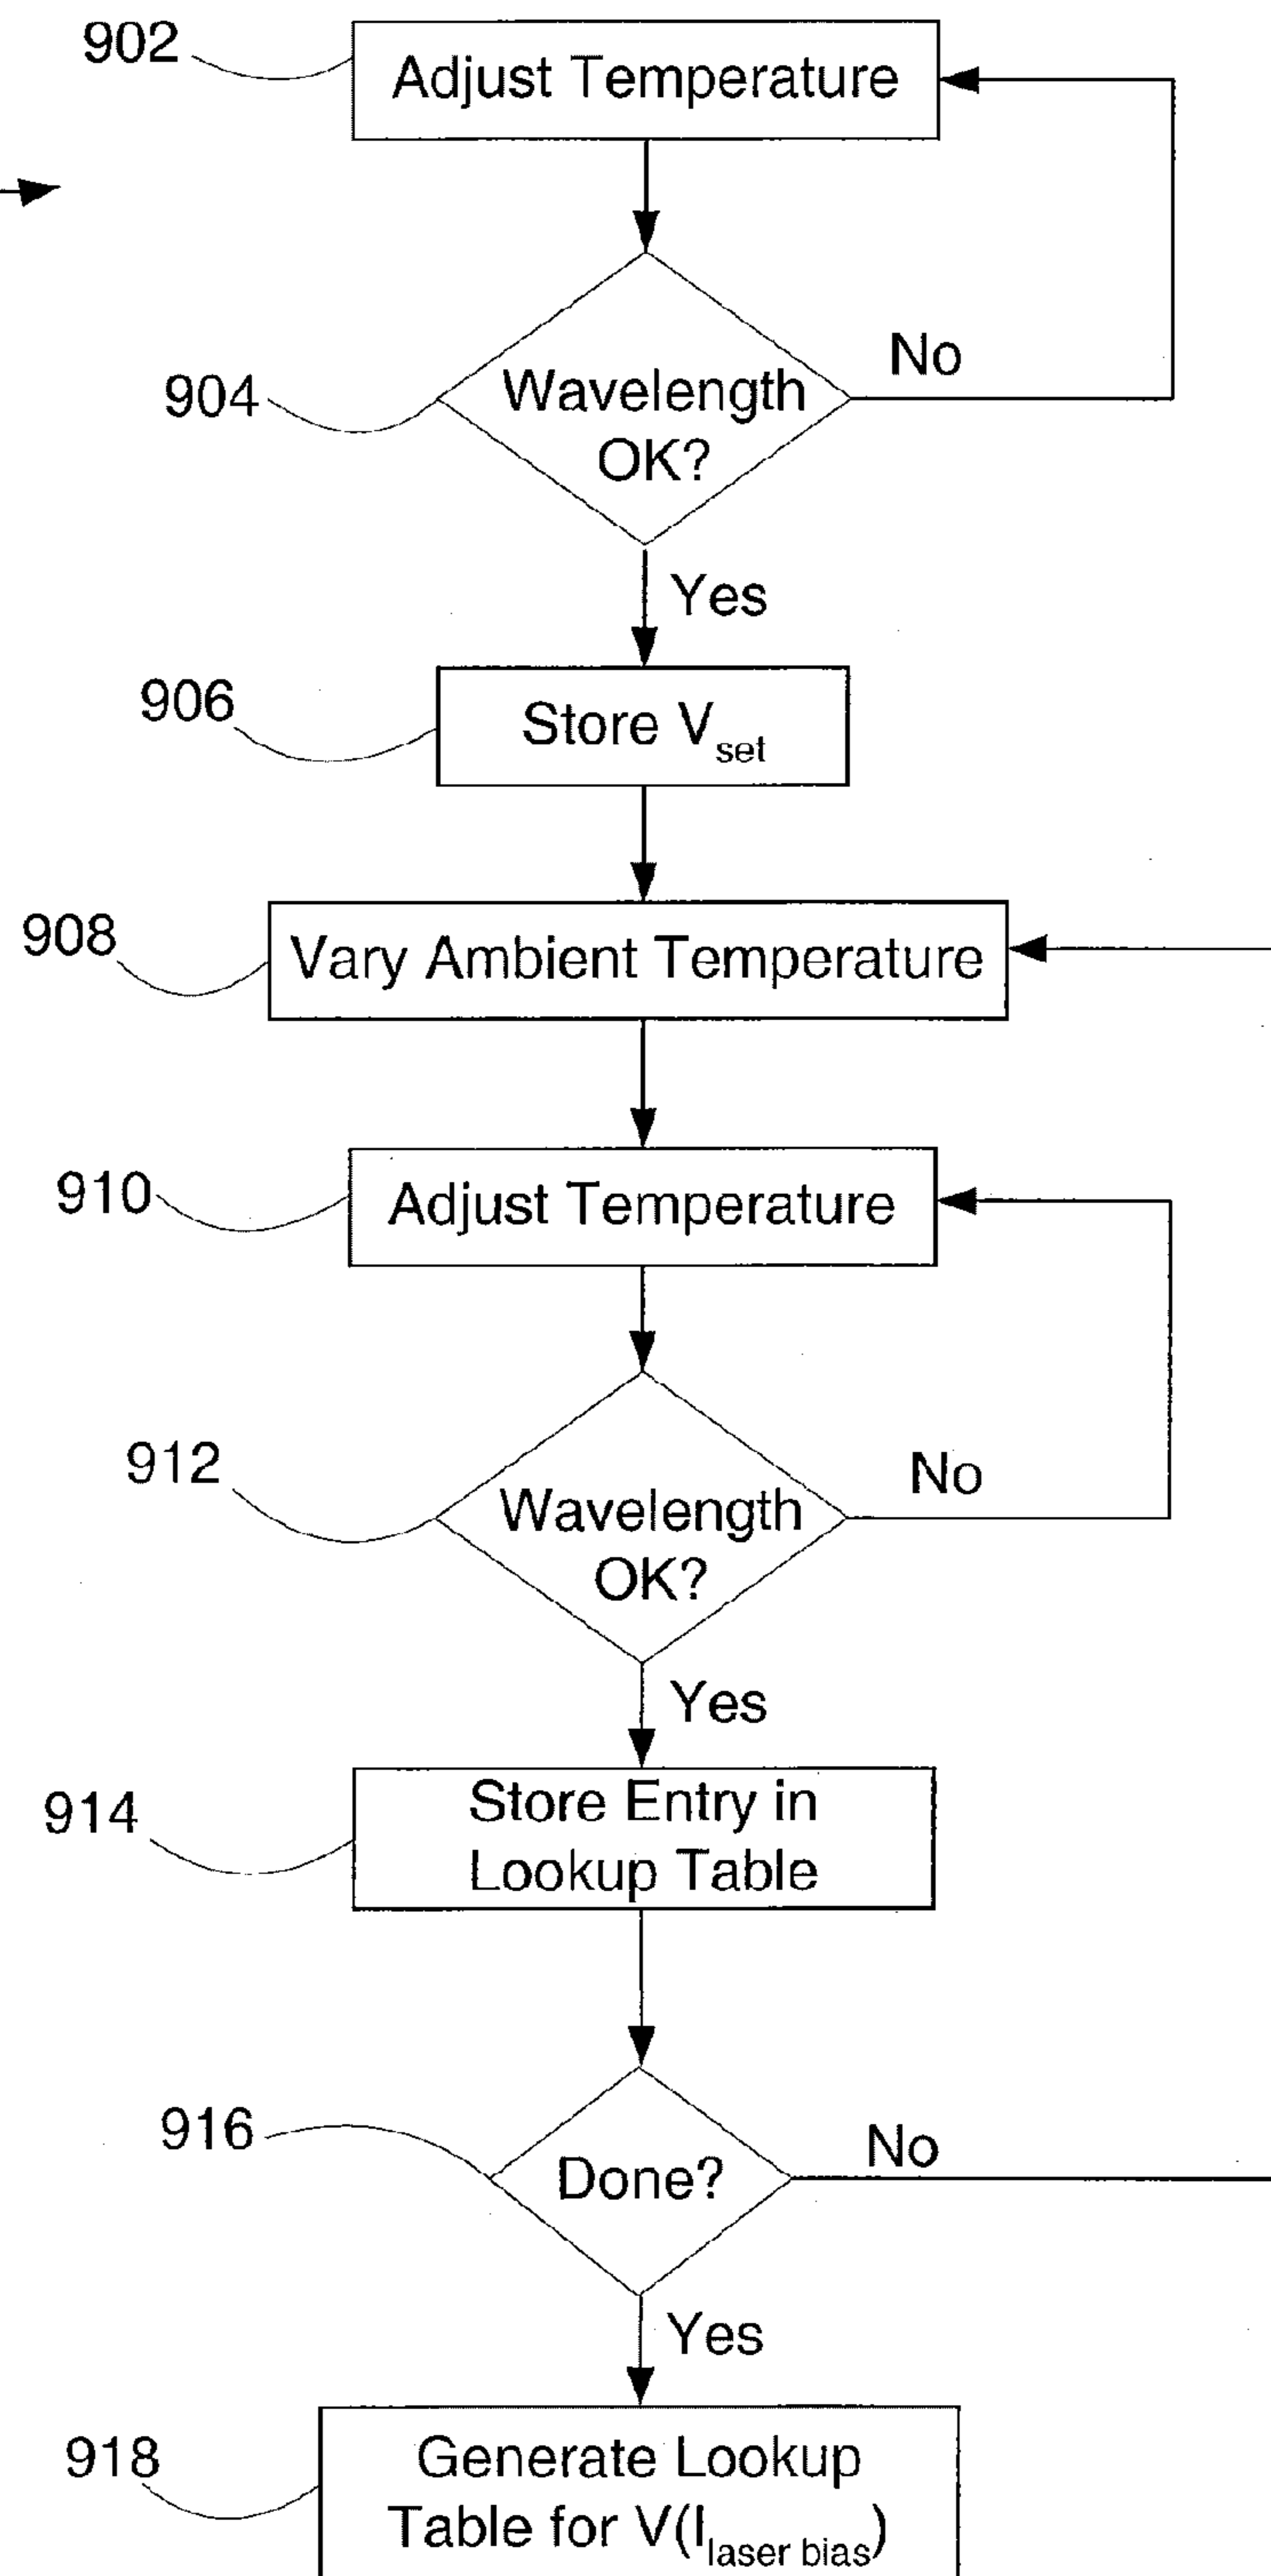 902
Adjust Temperature
904
Wavelength
OK?
No
Yes
906
Store Vset
908
Vary Ambient Temperature
910
Adjust Temperature
912
Wavelength
OK?
No
Yes
914
Store Entry in
Lookup Table
916
Done?
No
Yes
918
Generate Lookup
Table for V(Ilaser bias)